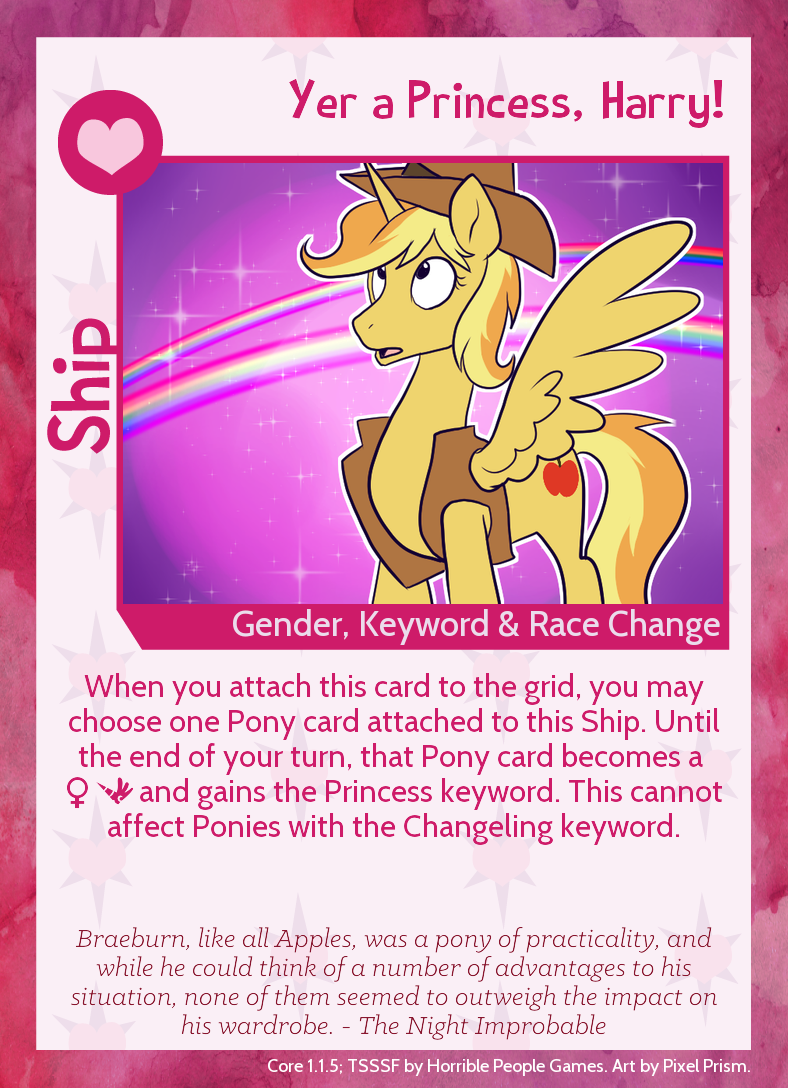 Yer a Princess, Harry!
Ship
Gender, Keyword & Race Change
When you attach this card to the grid, you may
choose one Pony card attached to this Ship. Until
the end of your turn, that Pony card becomes a
♀ and gains the Princess keyword. This cannot
affect Ponies with the Changeling keyword.
Braeburn, like all Apples, was a pony of practicality, and
while he could think of a number of advantages to his
situation, none of them seemed to outweigh the impact on
his wardrobe. - The Night Improbable
Core 1.1.5; TSSSF by Horrible People Games. Art by Pixel Prism.